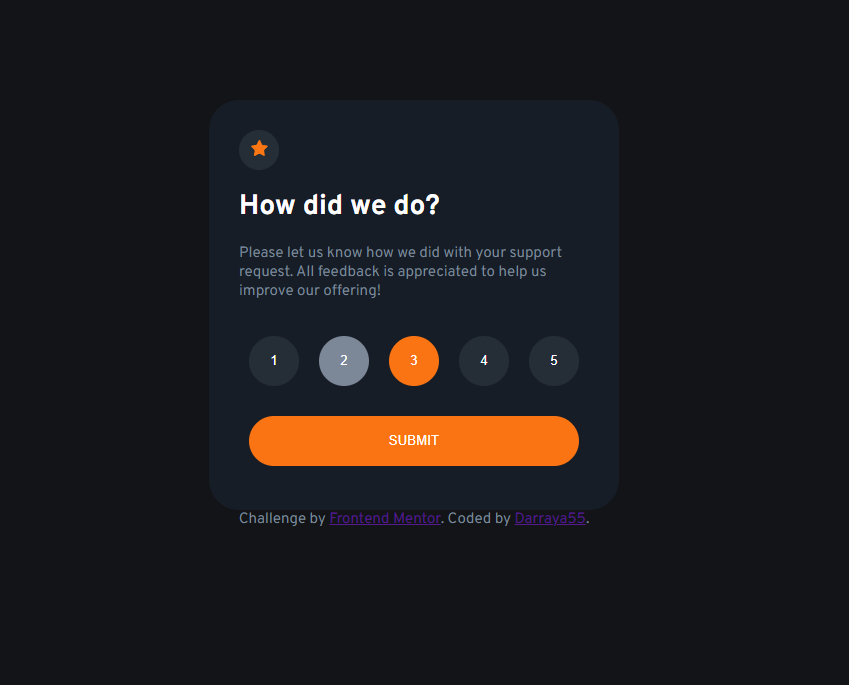 How did we do?
Please let us know how we did with your support
request. All feedback is appreciated to help us
improve our offering!
1 2 3 4 5
SUBMIT
Challenge by Frontend Mentor. Coded by Darraya55.